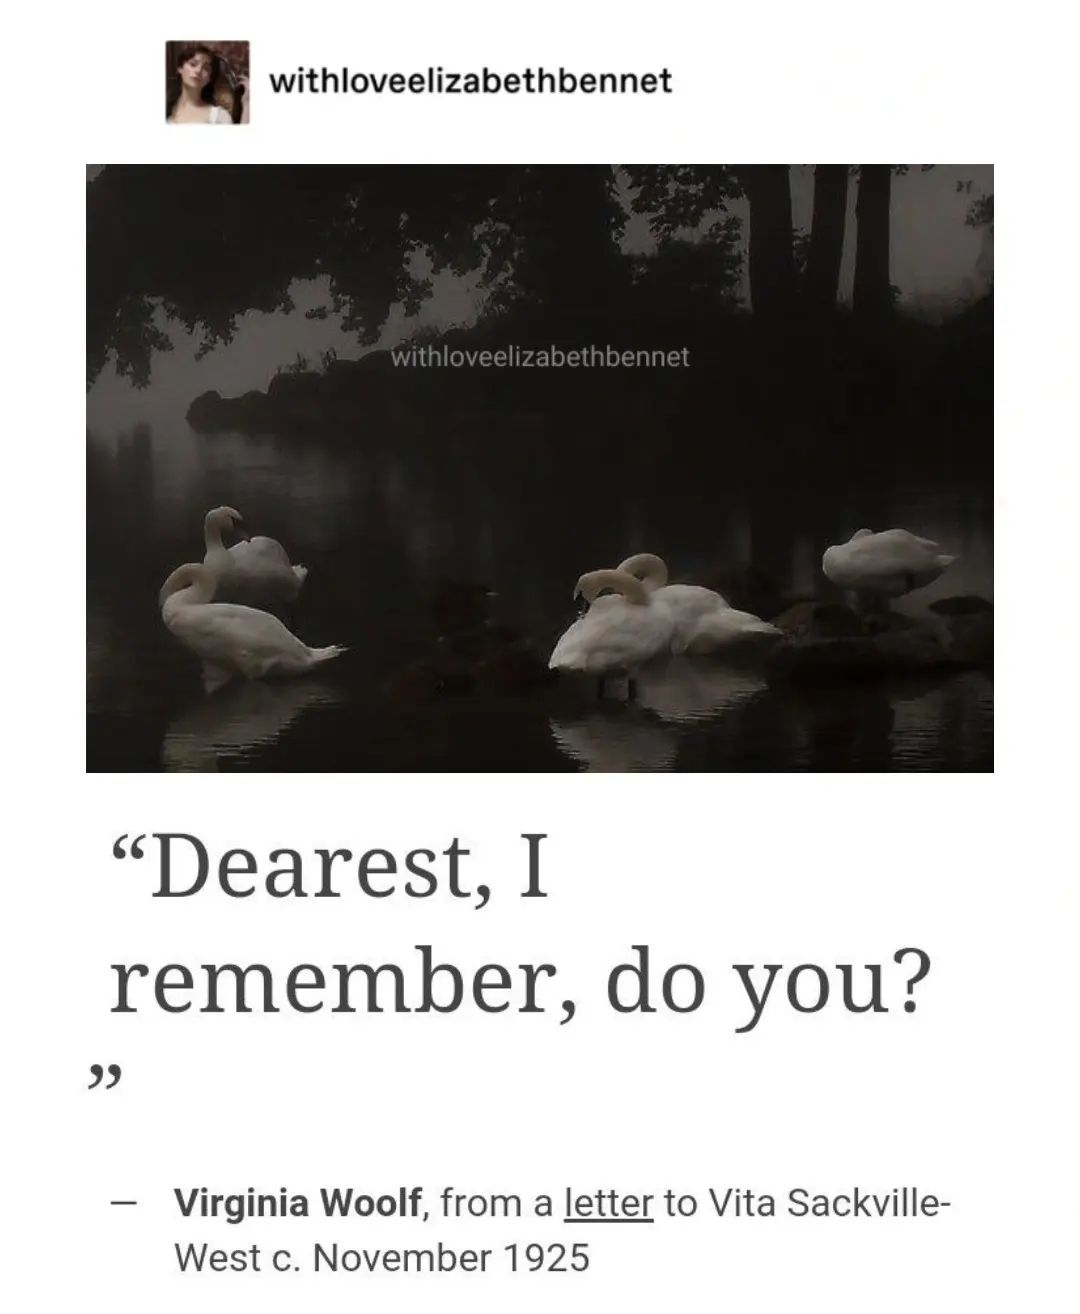 withloveelizabethbennet
withloveelizabethbennet
“Dearest, I
remember, do you?
”
— Virginia Woolf, from a letter to Vita Sackville-
West c. November 1925